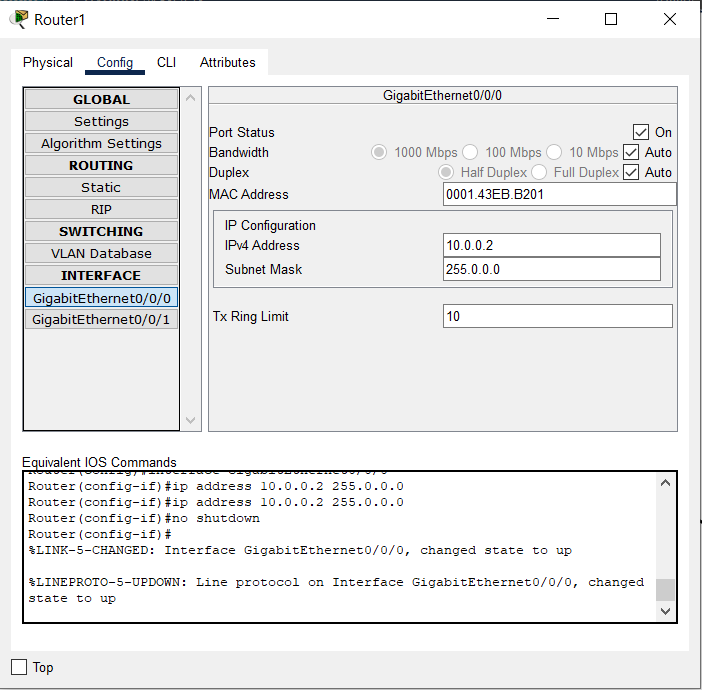 Router1
Physical Config CLI Attributes
GLOBAL
Settings
Algorithm Settings
ROUTING
Static
RIP
SWITCHING
VLAN Database
INTERFACE
GigabitEthernet0/0/0
GigabitEthernet0/0/1
GigabitEthernet0/0/0
Port Status On
Bandwidth 1000 Mbps 100 Mbps 10 Mbps Auto
Duplex Half Duplex Full Duplex Auto
MAC Address 0001.43EB.B201
IP Configuration
IPv4 Address 10.0.0.2
Subnet Mask 255.0.0.0
Tx Ring Limit 10
Equivalent IOS Commands
Router(config)#interface GigabitEthernet0/0/0
Router(config-if)#ip address 10.0.0.2 255.0.0.0
Router(config-if)#ip address 10.0.0.2 255.0.0.0
Router(config-if)#no shutdown
Router(config-if)#
%LINK-5-CHANGED: Interface GigabitEthernet0/0/0, changed state to up
%LINEPROTO-5-UPDOWN: Line protocol on Interface GigabitEthernet0/0/0, changed
state to up
Top